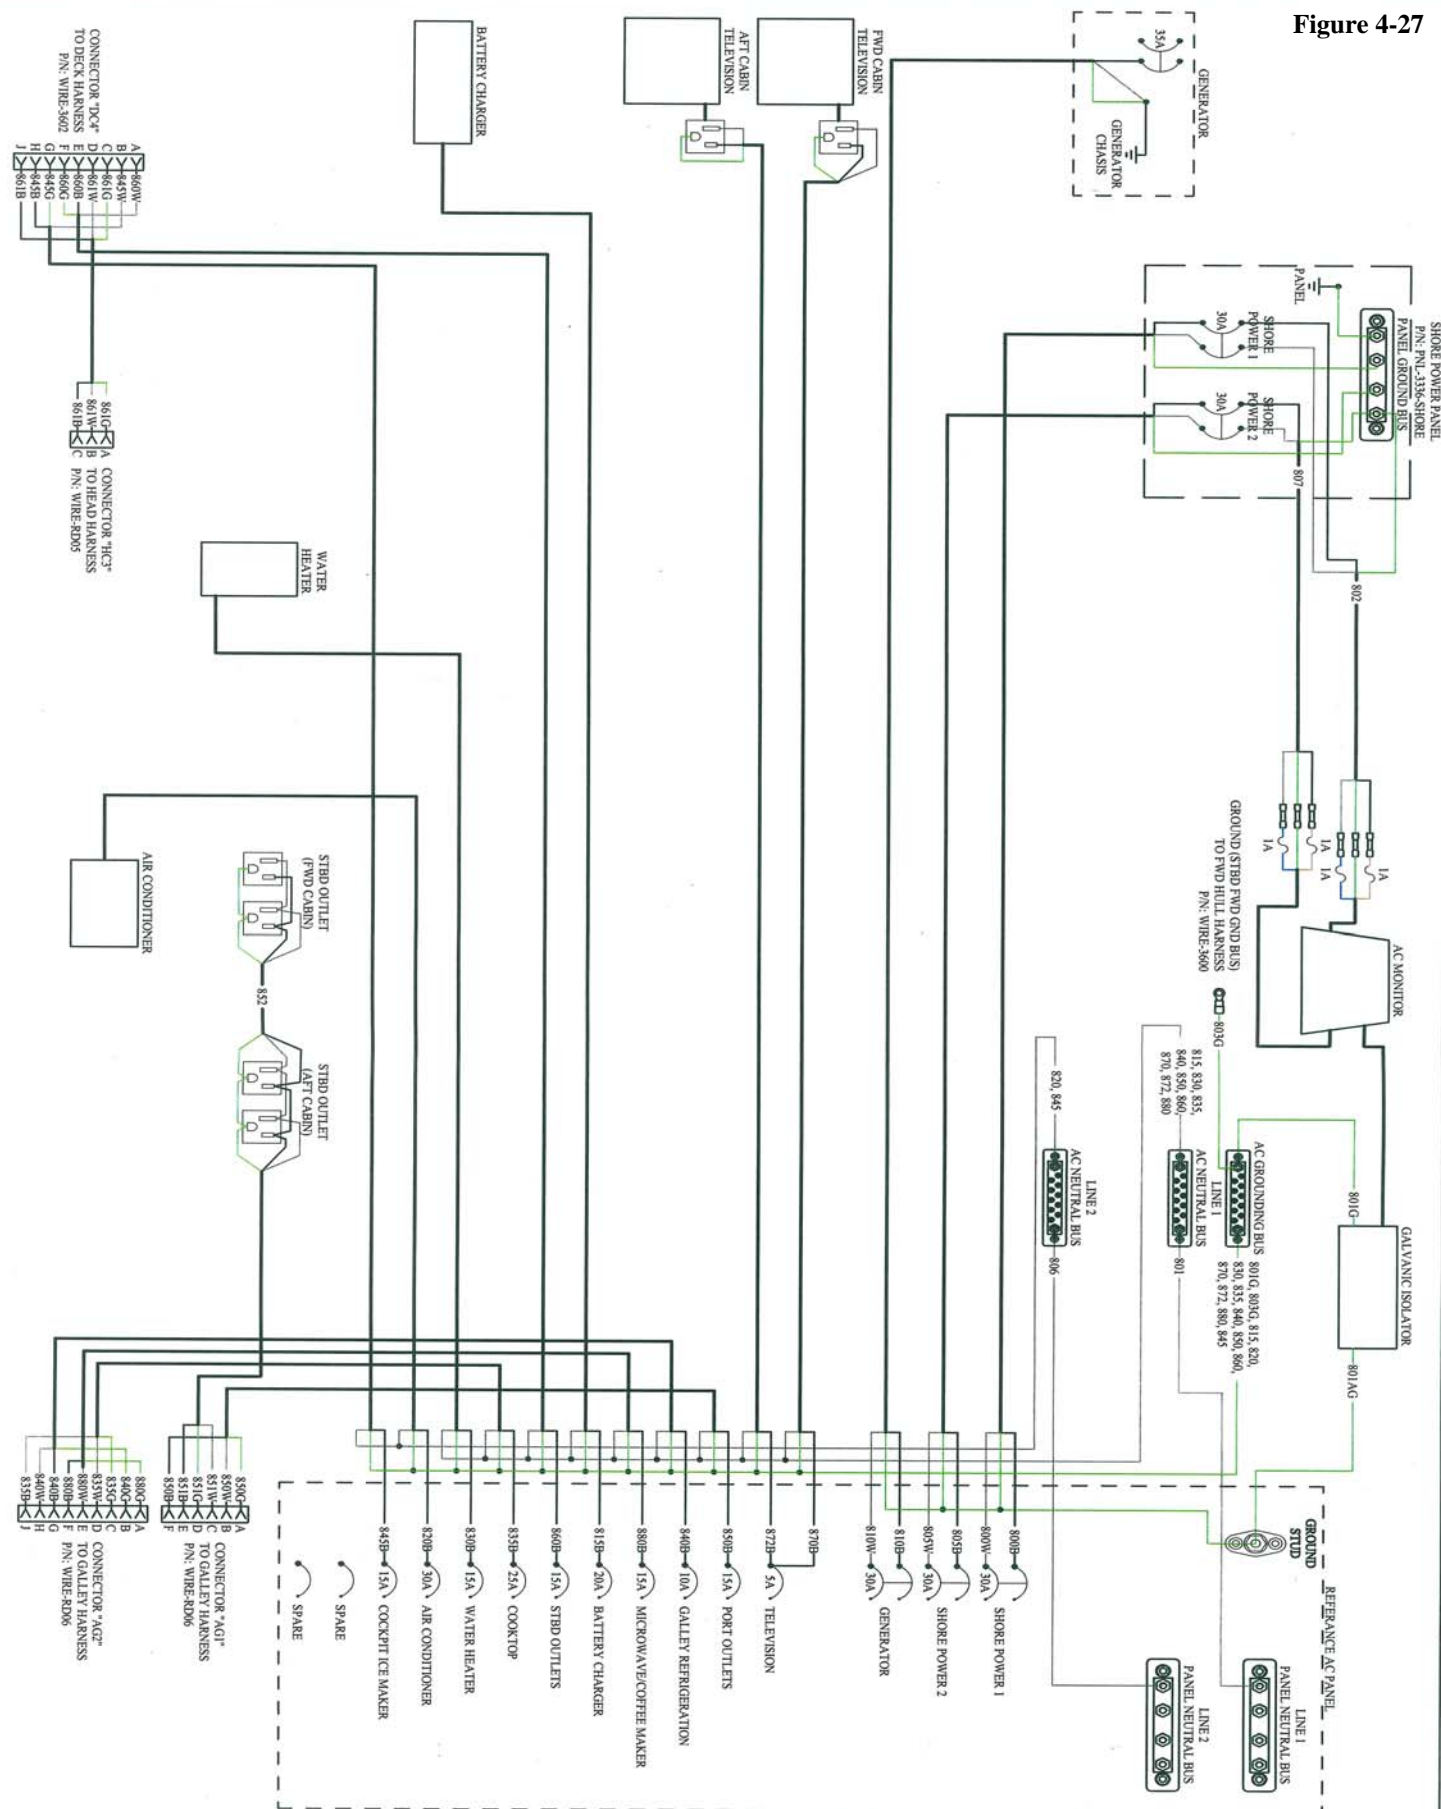 Figure 4-27
35A
GENERATOR
GENERATOR
CHASIS
FWD CABIN
TELEVISION
AFT CABIN
TELEVISION
BATTERY CHARGER
CONNECTOR "DC4"
TO DECK HARNESS
P/N: WIRE-3602
A 860W
B 845W
C 861G
D 861W
E 860B
F 860G
G 845G
H 845B
J 861B
SHORE POWER PANEL
P/N: PNL-3336-SHORE
PANEL GROUND BUS
PANEL
SHORE
POWER 1
30A
SHORE
POWER 2
30A
807
802
861G A
861W B
861B C
CONNECTOR "HC3"
TO HEAD HARNESS
P/N: WIRE-RD05
WATER
HEATER
1A
1A
1A
1A
AC MONITOR
GROUND (STBD FWD GND BUS)
TO FWD HULL HARNESS
P/N: WIRE-3600
803G
AIR CONDITIONER
STBD OUTLET
(FWD CABIN)
852
STBD OUTLET
(AFT CABIN)
820, 845
815, 830, 835,
840, 850, 860,
870, 872, 880
LINE 2
AC NEUTRAL BUS
LINE 1
AC NEUTRAL BUS
AC GROUNDING BUS
801G
GALVANIC ISOLATOR
801AG
806
801
801G, 803G, 815, 820,
830, 835, 840, 850, 860,
870, 872, 880, 845
GROUND
STUD
REFERANCE AC PANEL
800B
800W
30A
SHORE POWER 1
805B
805W
30A
SHORE POWER 2
810B
810W
30A
GENERATOR
870B
872B
5A
TELEVISION
850B
15A
PORT OUTLETS
840B
10A
GALLEY REFRIGERATION
880B
15A
MICROWAVE/COFFEE MAKER
815B
20A
BATTERY CHARGER
860B
15A
STBD OUTLETS
835B
25A
COOKTOP
830B
15A
WATER HEATER
820B
30A
AIR CONDITIONER
845B
15A
COCKPIT ICE MAKER
SPARE
SPARE
LINE 1
PANEL NEUTRAL BUS
LINE 2
PANEL NEUTRAL BUS
850G A
850W B
851W C
851G D
851B E
850B F
CONNECTOR "AG1"
TO GALLEY HARNESS
P/N: WIRE-RD06
880G A
840G B
835G C
835W D
880W E
880B F
840B G
840W H
835B J
CONNECTOR "AG2"
TO GALLEY HARNESS
P/N: WIRE-RD06